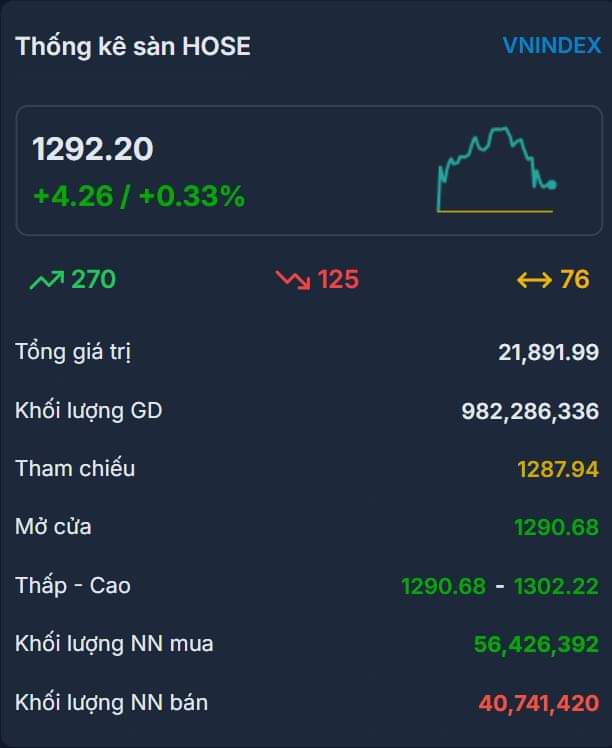 Thống kê sàn HOSE VNINDEX
1292.20
+4.26 / +0.33%
270 125 76
Tổng giá trị 21,891.99
Khối lượng GD 982,286,336
Tham chiếu 1287.94
Mở cửa 1290.68
Thấp - Cao 1290.68 - 1302.22
Khối lượng NN mua 56,426,392
Khối lượng NN bán 40,741,420